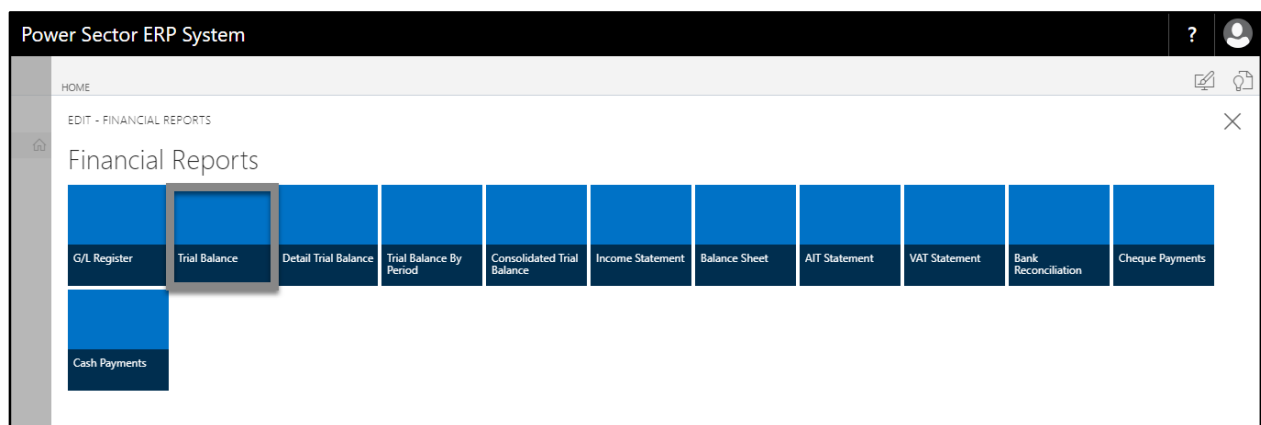 Power Sector ERP System
?
HOME
EDIT - FINANCIAL REPORTS
Financial Reports
G/L Register
Trial Balance
Detail Trial Balance
Trial Balance By
Period
Consolidated Trial
Balance
Income Statement
Balance Sheet
AIT Statement
VAT Statement
Bank
Reconciliation
Cheque Payments
Cash Payments